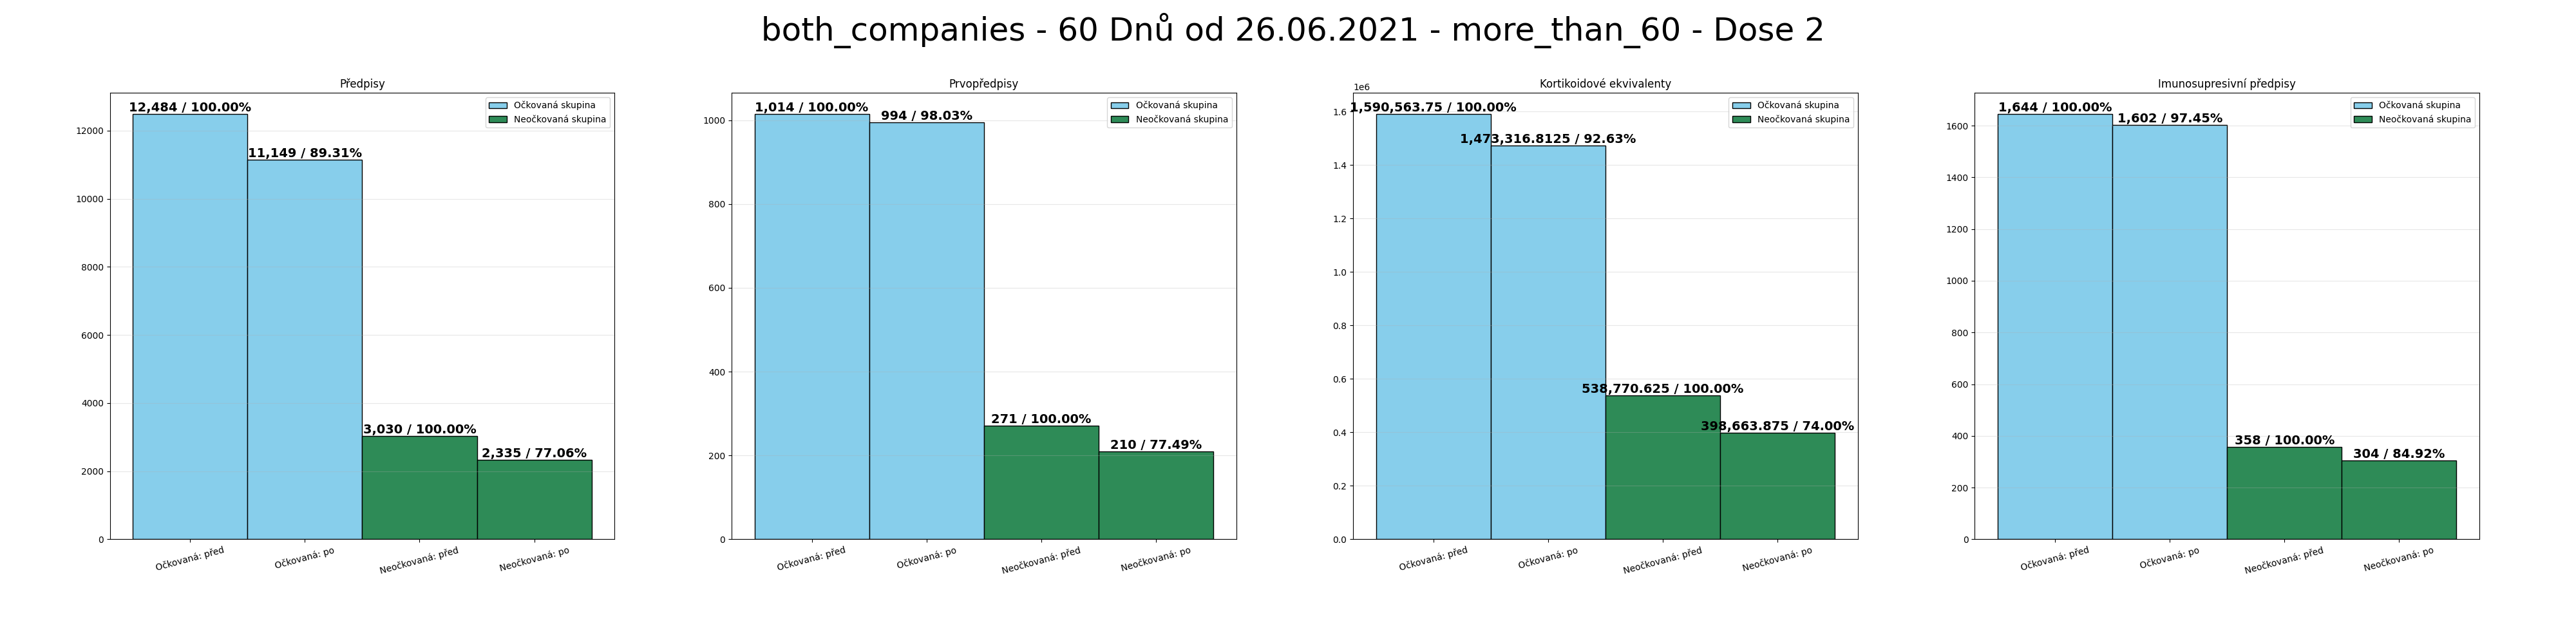 both_companies - 60 Dnů od 26.06.2021 - more_than_60 - Dose 2
Předpisy
12,484 / 100.00%
11,149 / 89.31%
3,030 / 100.00%
2,335 / 77.06%
Očkovaná skupina
Neočkovaná skupina
12000
10000
8000
6000
4000
2000
0
Očkovaná: před
Očkovaná: po
Neočkovaná: před
Neočkovaná: po
Prvopředpisy
1,014 / 100.00%
994 / 98.03%
271 / 100.00%
210 / 77.49%
Očkovaná skupina
Neočkovaná skupina
1000
800
600
400
200
0
Očkovaná: před
Očkovaná: po
Neočkovaná: před
Neočkovaná: po
Kortikoidové ekvivalenty
1e6
1,590,563.75 / 100.00%
1,473,316.8125 / 92.63%
538,770.625 / 100.00%
398,663.875 / 74.00%
Očkovaná skupina
Neočkovaná skupina
1.6
1.4
1.2
1.0
0.8
0.6
0.4
0.2
0.0
Očkovaná: před
Očkovaná: po
Neočkovaná: před
Neočkovaná: po
Imunosupresivní předpisy
1,644 / 100.00%
1,602 / 97.45%
358 / 100.00%
304 / 84.92%
Očkovaná skupina
Neočkovaná skupina
1600
1400
1200
1000
800
600
400
200
0
Očkovaná: před
Očkovaná: po
Neočkovaná: před
Neočkovaná: po